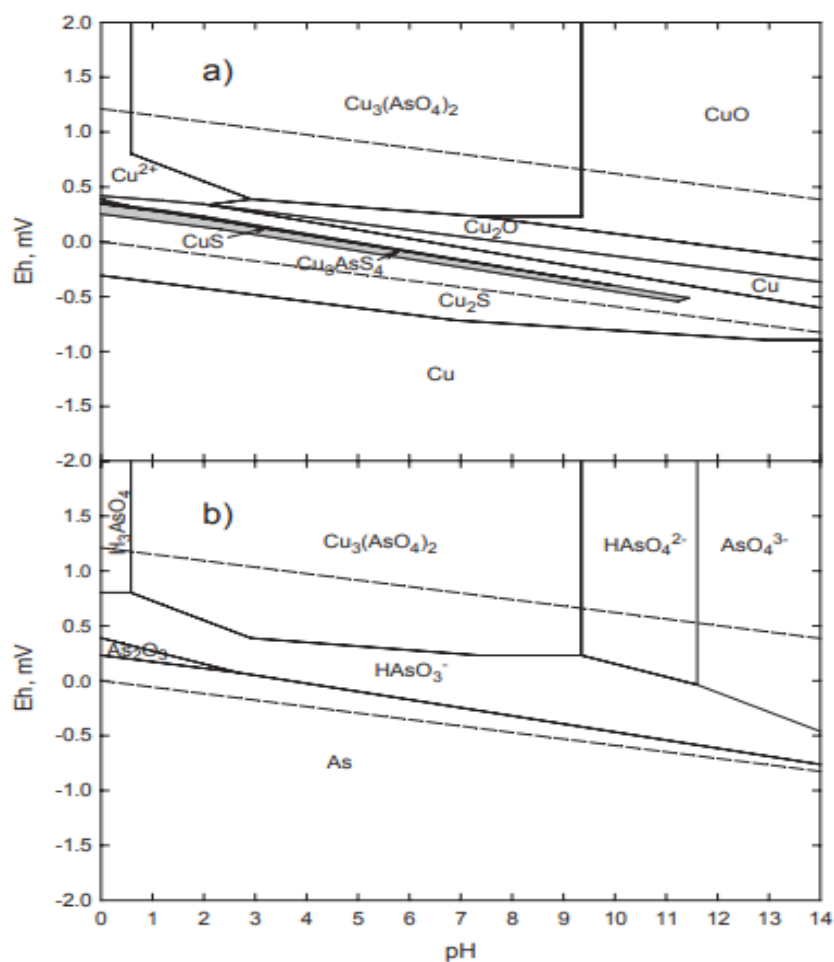 2.0
a)
1.5
Cu₃(AsO₄)₂
CuO
1.0
Cu²⁺
0.5
Cu₂O
CuS
0.0
Cu₃AsS₄
Cu
Cu₂S
-0.5
-1.0
Cu
-1.5
-2.0
Eh, mV
H₃AsO₄
b)
1.5
Cu₃(AsO₄)₂
HAsO₄²⁻
AsO₄³⁻
1.0
0.5
As₂O₃
HAsO₃⁻
0.0
-0.5
As
-1.0
-1.5
-2.0
Eh, mV
0 1 2 3 4 5 6 7 8 9 10 11 12 13 14
pH